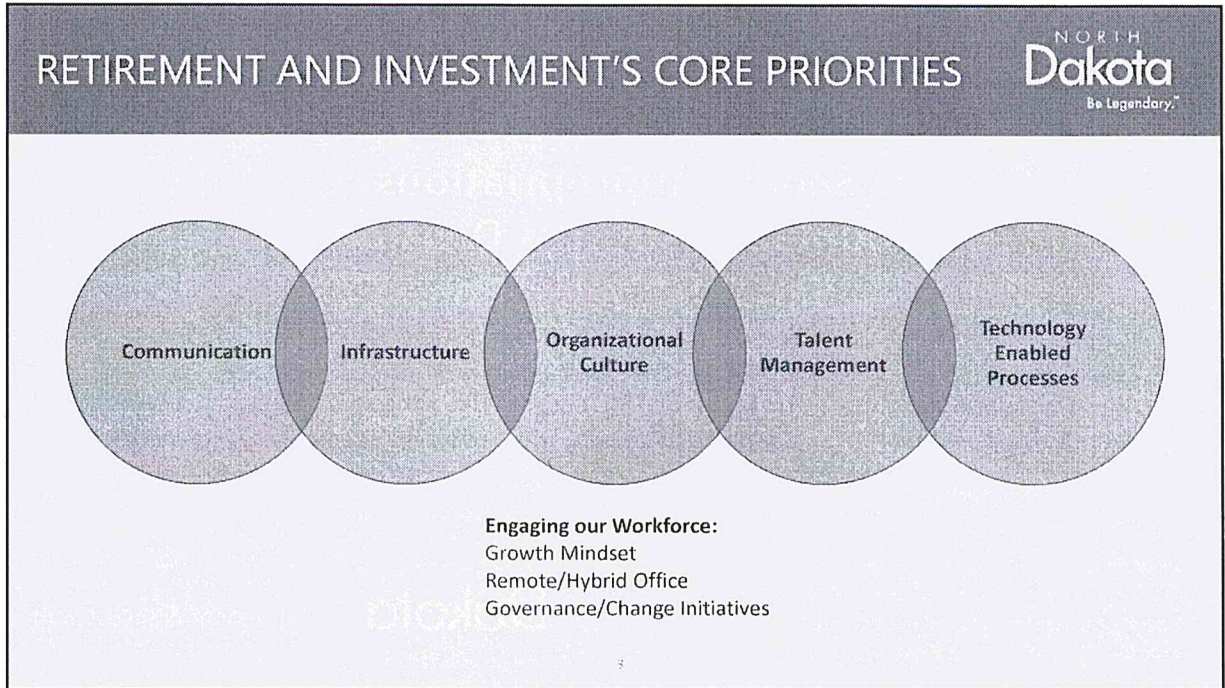 RETIREMENT AND INVESTMENT'S CORE PRIORITIES
NORTH
Dakota
Be Legendary.™
Communication
Infrastructure
Organizational
Culture
Talent
Management
Technology
Enabled
Processes
Engaging our Workforce:
Growth Mindset
Remote/Hybrid Office
Governance/Change Initiatives